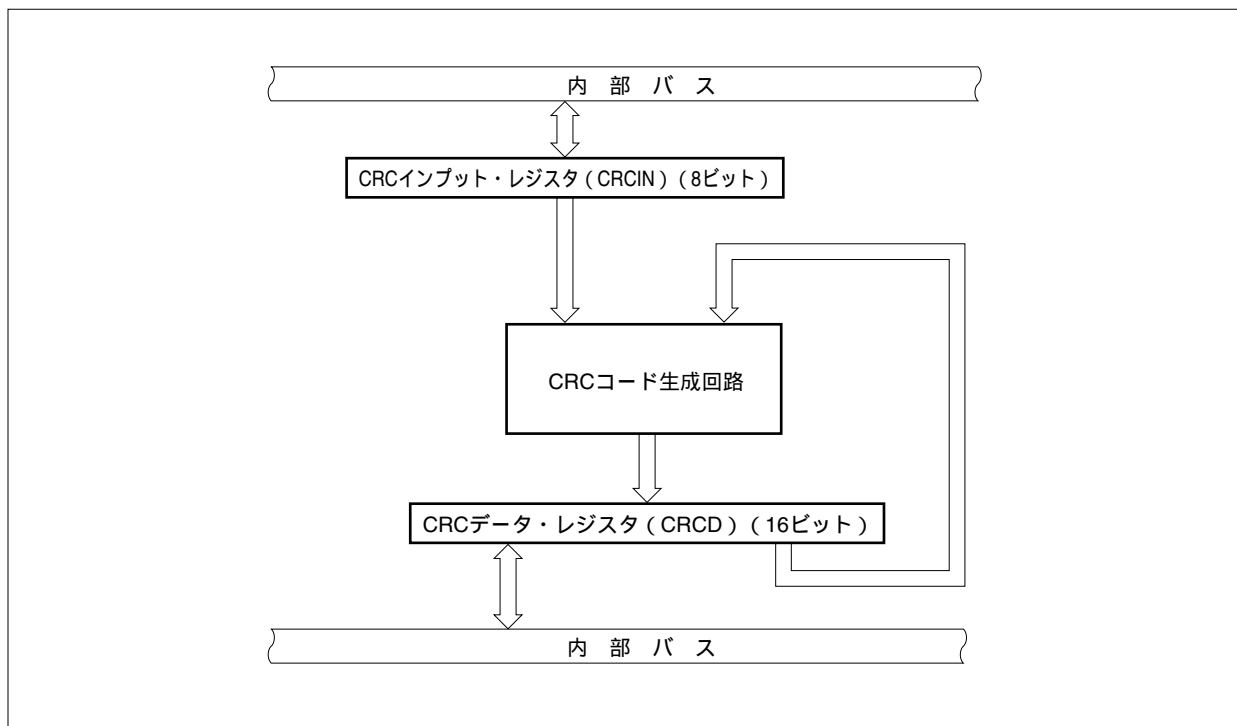 内 部 バ ス
CRCインプット・レジスタ（CRCIN）（8ビット）
CRCコード生成回路
CRCデータ・レジスタ（CRCD）（16ビット）
内 部 バ ス